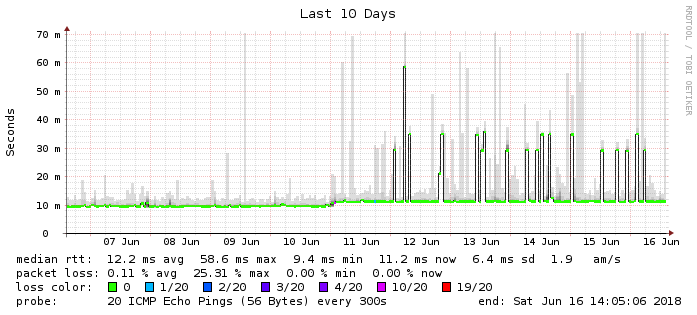 Last 10 Days
RRDTOOL / TOBI OETIKER
Seconds
70 m
60 m
50 m
40 m
30 m
20 m
10 m
0
07 Jun 08 Jun 09 Jun 10 Jun 11 Jun 12 Jun 13 Jun 14 Jun 15 Jun 16 Jun
median rtt: 12.2 ms avg 58.6 ms max 9.4 ms min 11.2 ms now 6.4 ms sd 1.9 am/s
packet loss: 0.11 % avg 25.31 % max 0.00 % min 0.00 % now
loss color: 0 1/20 2/20 3/20 4/20 10/20 19/20
probe: 20 ICMP Echo Pings (56 Bytes) every 300s end: Sat Jun 16 14:05:06 2018